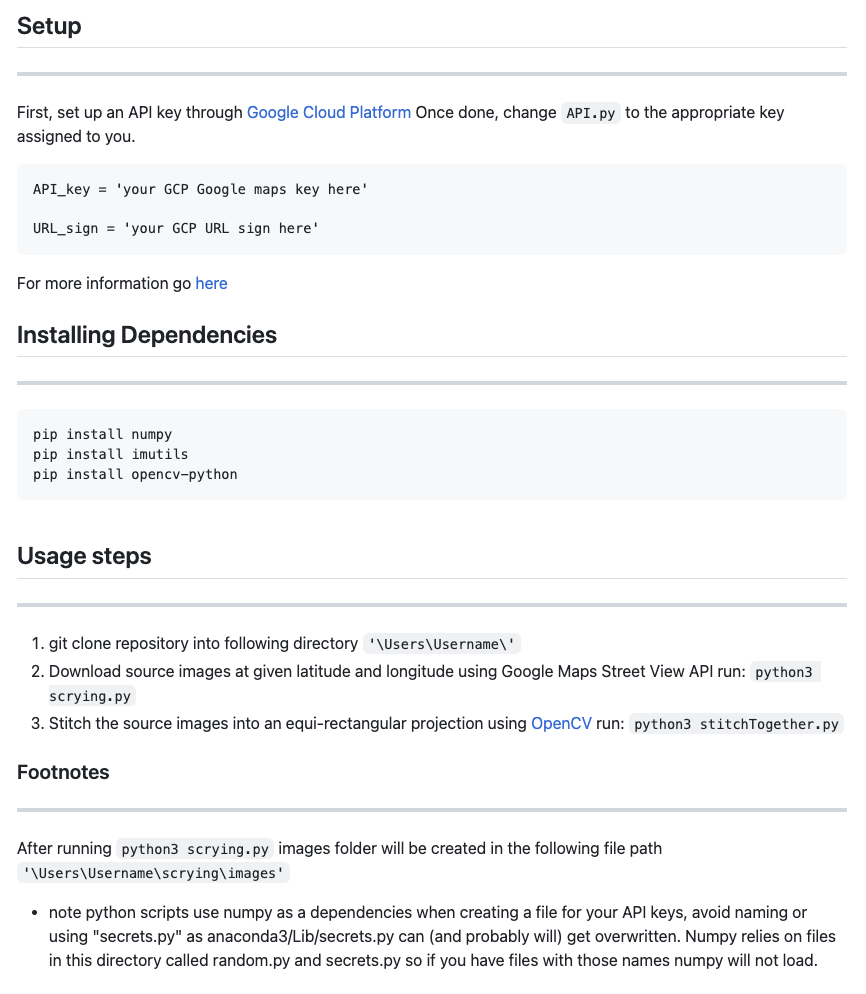 Setup
First, set up an API key through Google Cloud Platform Once done, change API.py to the appropriate key
assigned to you.
API_key = 'your GCP Google maps key here'
URL_sign = 'your GCP URL sign here'
For more information go here
Installing Dependencies
pip install numpy
pip install imutils
pip install opencv-python
Usage steps
1. git clone repository into following directory '\Users\Username\'
2. Download source images at given latitude and longitude using Google Maps Street View API run: python3
scrying.py
3. Stitch the source images into an equi-rectangular projection using OpenCV run: python3 stitchTogether.py
Footnotes
After running python3 scrying.py images folder will be created in the following file path
'\Users\Username\scrying\images'
• note python scripts use numpy as a dependencies when creating a file for your API keys, avoid naming or
using "secrets.py" as anaconda3/Lib/secrets.py can (and probably will) get overwritten. Numpy relies on files
in this directory called random.py and secrets.py so if you have files with those names numpy will not load.